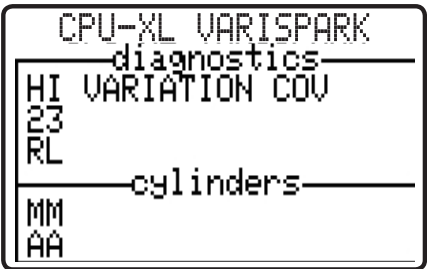 CPU-XL VARISPARK
diagnostics
HI VARIATION COV
23
RL
cylinders
MM
AA